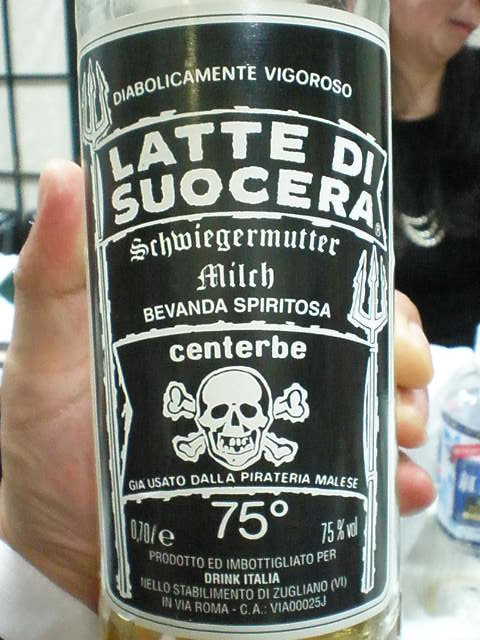 DIABOLICAMENTE VIGOROSO
LATTE DI
SUOCERA®
Schwiegermutter
Milch
BEVANDA SPIRITOSA
centerbe
GIA USATO DALLA PIRATERIA MALESE
75°
0,70 l e 75% vol
PRODOTTO ED IMBOTTIGLIATO PER
DRINK ITALIA
NELLO STABILIMENTO DI ZUGLIANO (VI)
IN VIA ROMA - C.A.: VIA00025J